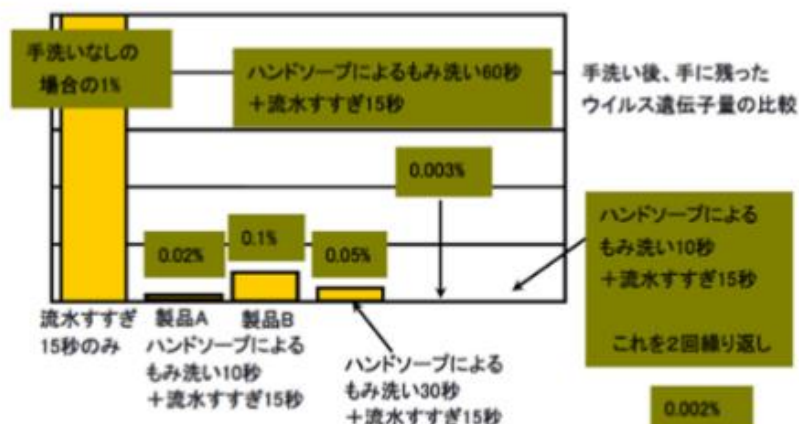 手洗いなしの
場合の1%
ハンドソープによるもみ洗い60秒
＋流水すすぎ15秒
手洗い後、手に残った
ウイルス遺伝子量の比較
0.003%
ハンドソープによる
もみ洗い10秒
＋流水すすぎ15秒
これを2回繰り返し
0.02%
0.1%
0.05%
流水すすぎ
15秒のみ
製品A
製品B
ハンドソープによる
もみ洗い10秒
＋流水すすぎ15秒
ハンドソープによる
もみ洗い30秒
＋流水すすぎ15秒
0.002%